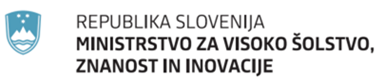 REPUBLIKA SLOVENIJA
MINISTRSTVO ZA VISOKO ŠOLSTVO,
ZNANOST IN INOVACIJE